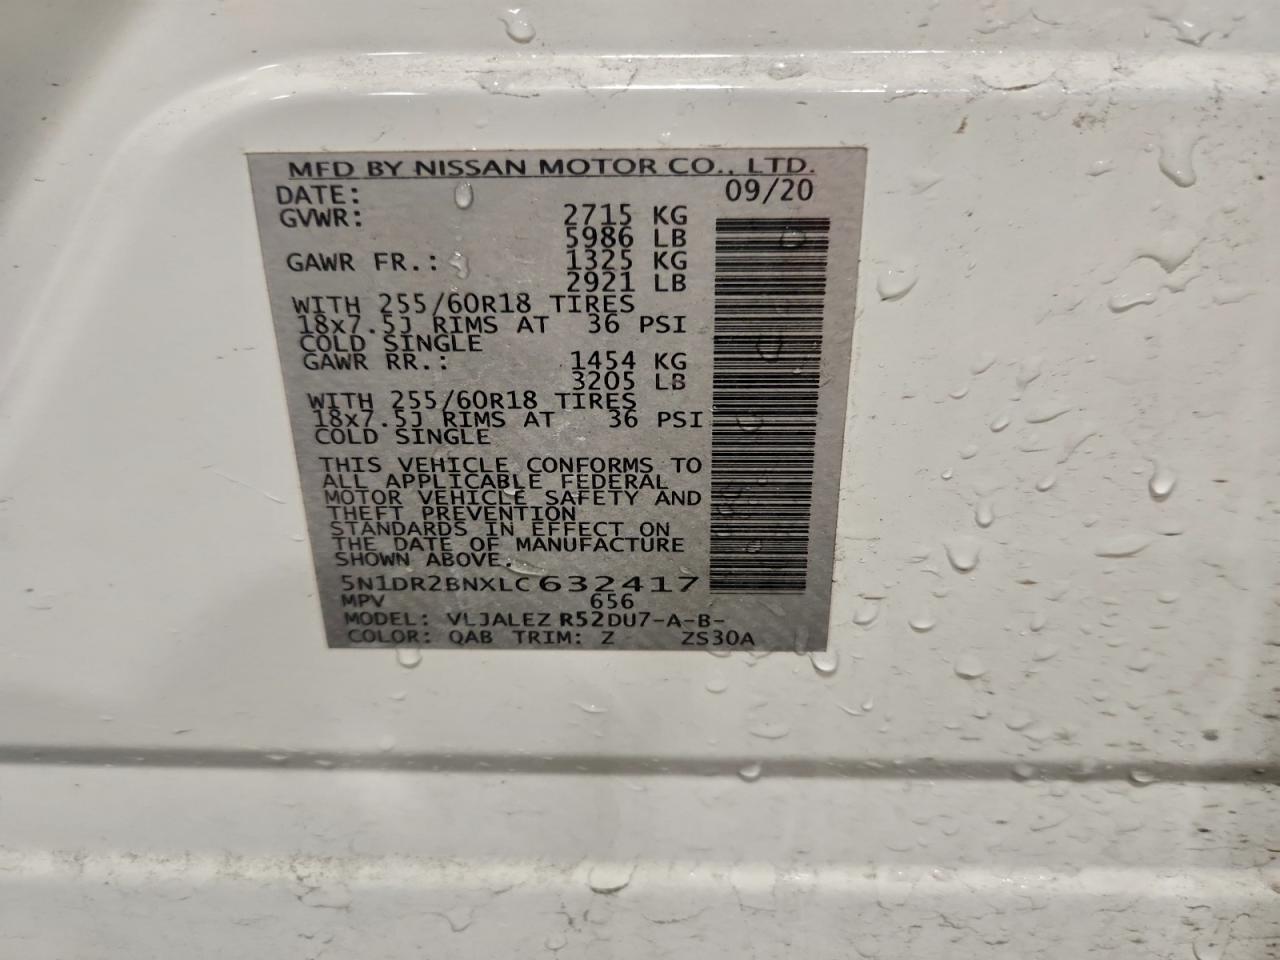 MFD BY NISSAN MOTOR CO., LTD.
DATE: 09/20
GVWR: 2715 KG
5986 LB
GAWR FR.: 1325 KG
2921 LB
WITH 255/60R18 TIRES
18x7.5J RIMS AT 36 PSI
COLD SINGLE
GAWR RR.: 1454 KG
3205 LB
WITH 255/60R18 TIRES
18x7.5J RIMS AT 36 PSI
COLD SINGLE
THIS VEHICLE CONFORMS TO
ALL APPLICABLE FEDERAL
MOTOR VEHICLE SAFETY AND
THEFT PREVENTION
STANDARDS IN EFFECT ON
THE DATE OF MANUFACTURE
SHOWN ABOVE.
5N1DR2BNXLC632417
MPV 656
MODEL: VLJALEZ R52DU7-A-B-
COLOR: QAB TRIM: Z ZS30A